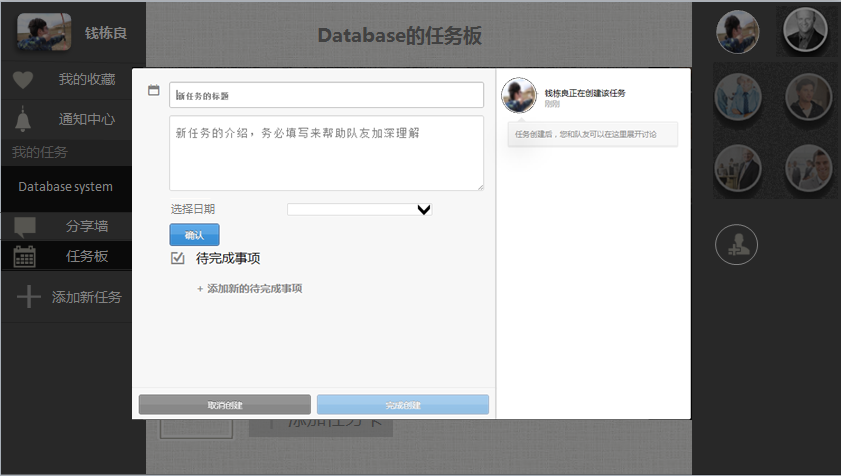 钱栋良
我的收藏
通知中心
我的任务
Database system
分享墙
任务板
添加新任务
Database的任务板
新任务的标题
新任务的介绍，务必填写来帮助队友加深理解
选择日期
确认
待完成事项
+ 添加新的待完成事项
取消创建
完成创建
钱栋良正在创建该任务
刚刚
任务创建后，您和队友可以在这里展开讨论
添加任务卡